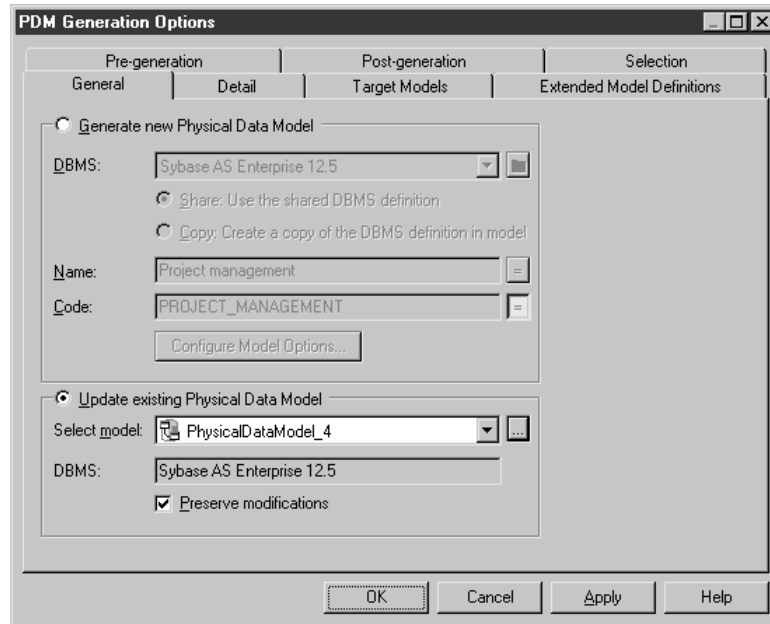 PDM Generation Options
Pre-generation Post-generation Selection
General Detail Target Models Extended Model Definitions
Generate new Physical Data Model
DBMS: Sybase AS Enterprise 12.5
Share: Use the shared DBMS definition
Copy: Create a copy of the DBMS definition in model
Name: Project management =
Code: PROJECT_MANAGEMENT =
Configure Model Options...
Update existing Physical Data Model
Select model: PhysicalDataModel_4 ...
DBMS: Sybase AS Enterprise 12.5
Preserve modifications
OK Cancel Apply Help